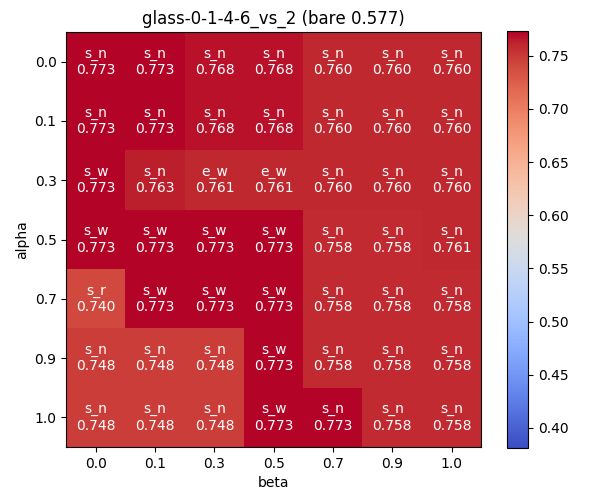 glass-0-1-4-6_vs_2 (bare 0.577)
0.0 s_n s_n s_n s_n s_n s_n s_n
0.773 0.773 0.768 0.768 0.760 0.760 0.760
0.1 s_n s_n s_n s_n s_n s_n s_n
0.773 0.773 0.768 0.768 0.760 0.760 0.760
0.3 s_w s_n e_w e_w s_n s_n s_n
0.773 0.763 0.761 0.761 0.760 0.760 0.760
0.5 s_w s_w s_w s_w s_n s_n s_n
0.773 0.773 0.773 0.773 0.758 0.758 0.761
0.7 s_r s_w s_w s_w s_n s_n s_n
0.740 0.773 0.773 0.773 0.758 0.758 0.758
0.9 s_n s_n s_n s_w s_n s_n s_n
0.748 0.748 0.748 0.773 0.758 0.758 0.758
1.0 s_n s_n s_n s_w s_n s_n s_n
0.748 0.748 0.748 0.773 0.773 0.758 0.758
0.0 0.1 0.3 0.5 0.7 0.9 1.0
alpha
beta
0.75
0.70
0.65
0.60
0.55
0.50
0.45
0.40